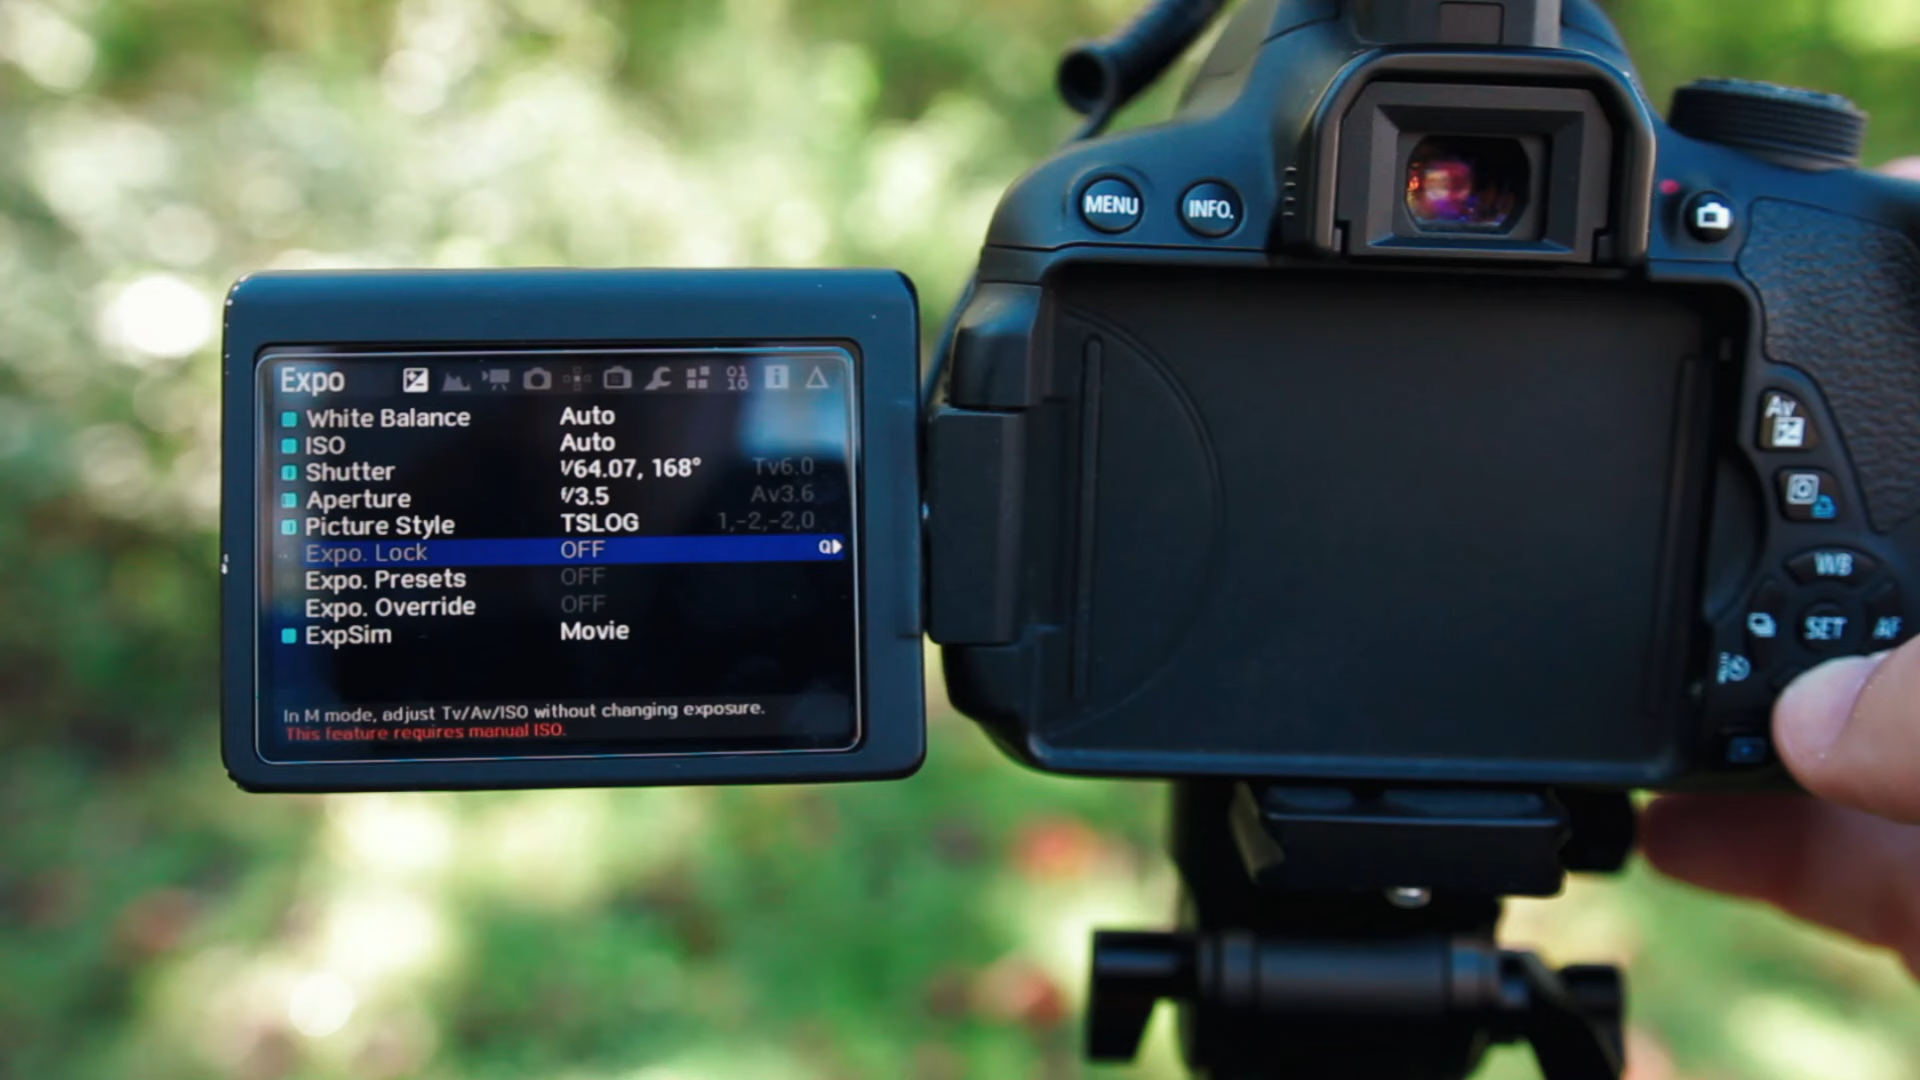 MENU
INFO.
Expo
White Balance Auto
ISO Auto
Shutter 1/64.07, 168° Tv6.0
Aperture f/3.5 Av3.6
Picture Style TSLOG 1,-2,-2,0
Expo. Lock OFF Q
Expo. Presets OFF
Expo. Override OFF
ExpSim Movie
In M mode, adjust Tv/Av/ISO without changing exposure.
This feature requires manual ISO.
Av
WB
SET
AF